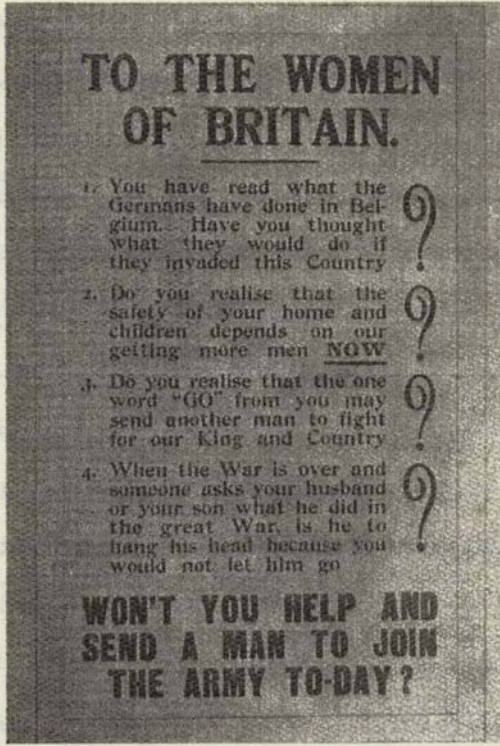 TO THE WOMEN
OF BRITAIN.
1. You have read what the
Germans have done in Bel-
gium. Have you thought
what they would do if
they invaded this Country ?
2. Do you realise that the
safety of your home and
children depends on our
getting more men NOW ?
3. Do you realise that the one
word "GO" from you may
send another man to fight
for our King and Country ?
4. When the War is over and
someone asks your husband
or your son what he did in
the great War, is he to
hang his head because you
would not let him go ?
WON'T YOU HELP AND
SEND A MAN TO JOIN
THE ARMY TO-DAY?